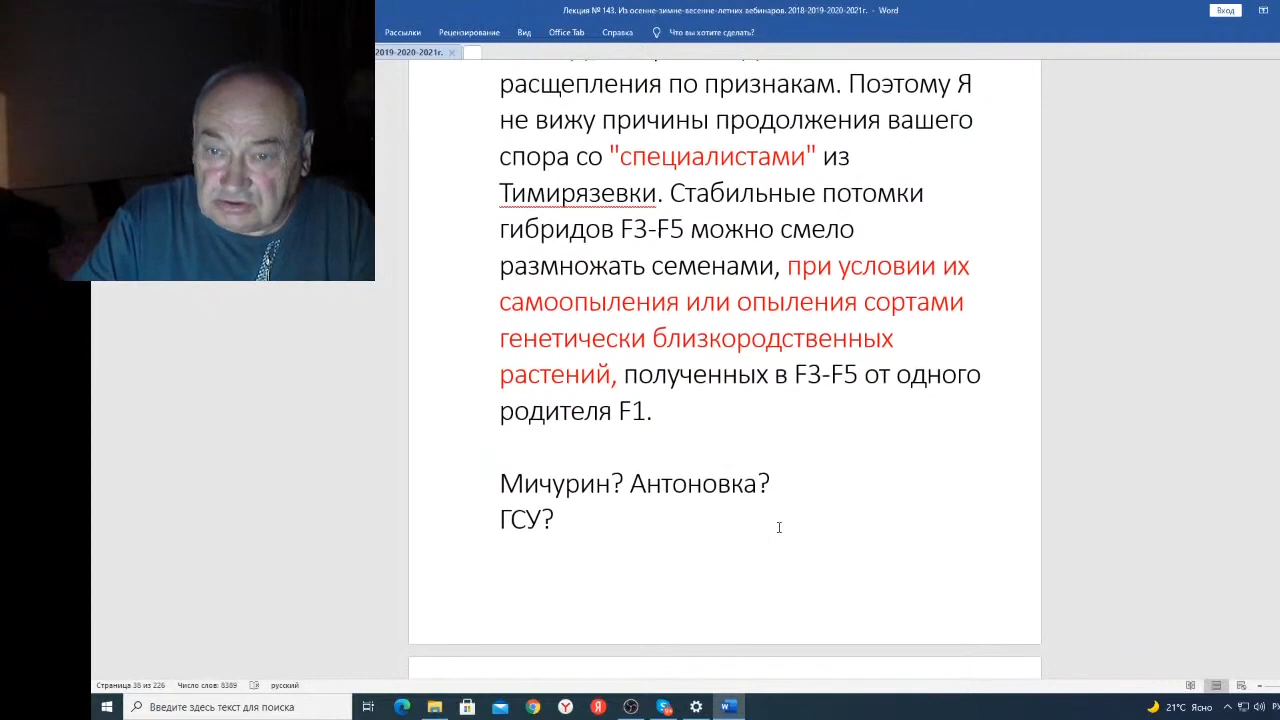 Лекция № 143. Из осенне-зимне-весенне-летних вебинаров. 2018-2019-2020-2021г. - Word
Вход
Рассылки Рецензирование Вид Office Tab Справка Что вы хотите сделать?
2019-2020-2021г.
расщепления по признакам. Поэтому Я
не вижу причины продолжения вашего
спора со "специалистами" из
Тимирязевки. Стабильные потомки
гибридов F3-F5 можно смело
размножать семенами, при условии их
самоопыления или опыления сортами
генетически близкородственных
растений, полученных в F3-F5 от одного
родителя F1.
Мичурин? Антоновка?
ГСУ?
Страница 38 из 226 Число слов: 8389 русский
Введите здесь текст для поиска
21°C Ясно